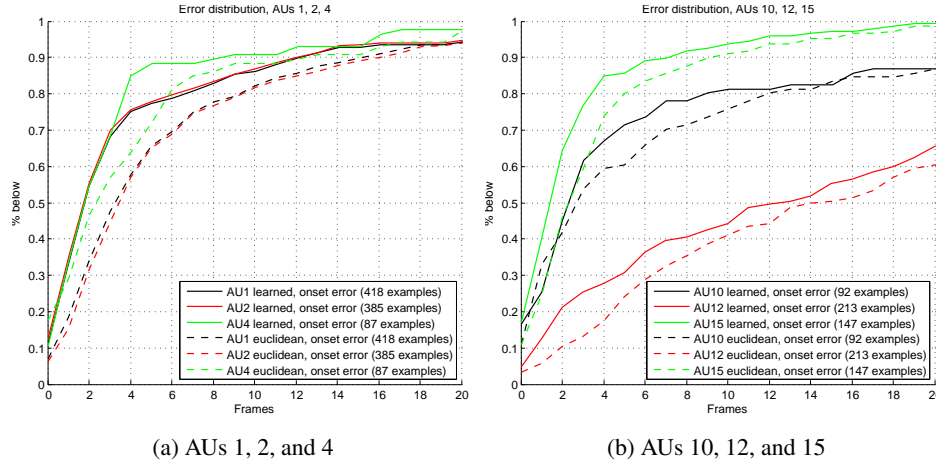 Error distribution, AUs 1, 2, 4
1
0.9
0.8
0.7
0.6
0.5
0.4
0.3
0.2
0.1
0
% below
0 2 4 6 8 10 12 14 16 18 20
Frames
AU1 learned, onset error (418 examples)
AU2 learned, onset error (385 examples)
AU4 learned, onset error (87 examples)
AU1 euclidean, onset error (418 examples)
AU2 euclidean, onset error (385 examples)
AU4 euclidean, onset error (87 examples)
(a) AUs 1, 2, and 4
Error distribution, AUs 10, 12, 15
1
0.9
0.8
0.7
0.6
0.5
0.4
0.3
0.2
0.1
0
% below
0 2 4 6 8 10 12 14 16 18 20
Frames
AU10 learned, onset error (92 examples)
AU12 learned, onset error (213 examples)
AU15 learned, onset error (147 examples)
AU10 euclidean, onset error (92 examples)
AU12 euclidean, onset error (213 examples)
AU15 euclidean, onset error (147 examples)
(b) AUs 10, 12, and 15